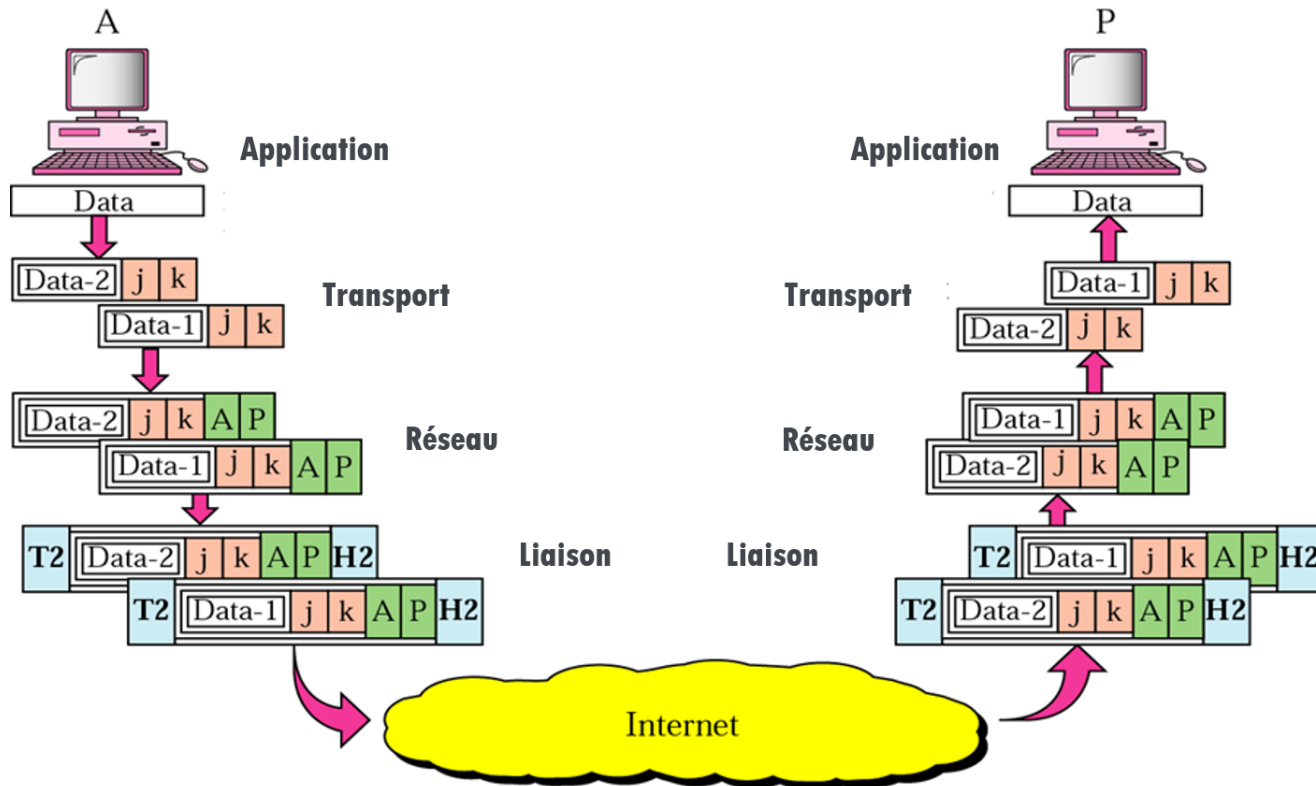 A
P
Application
Application
Data
Data
Data-2 j k
Data-1 j k
Transport
Transport
Data-1 j k
Data-2 j k
Data-2 j k A P
Data-1 j k A P
Réseau
Réseau
Data-1 j k A P
Data-2 j k A P
T2 Data-2 j k A P H2
T2 Data-1 j k A P H2
Liaison
Liaison
T2 Data-1 j k A P H2
T2 Data-2 j k A P H2
Internet